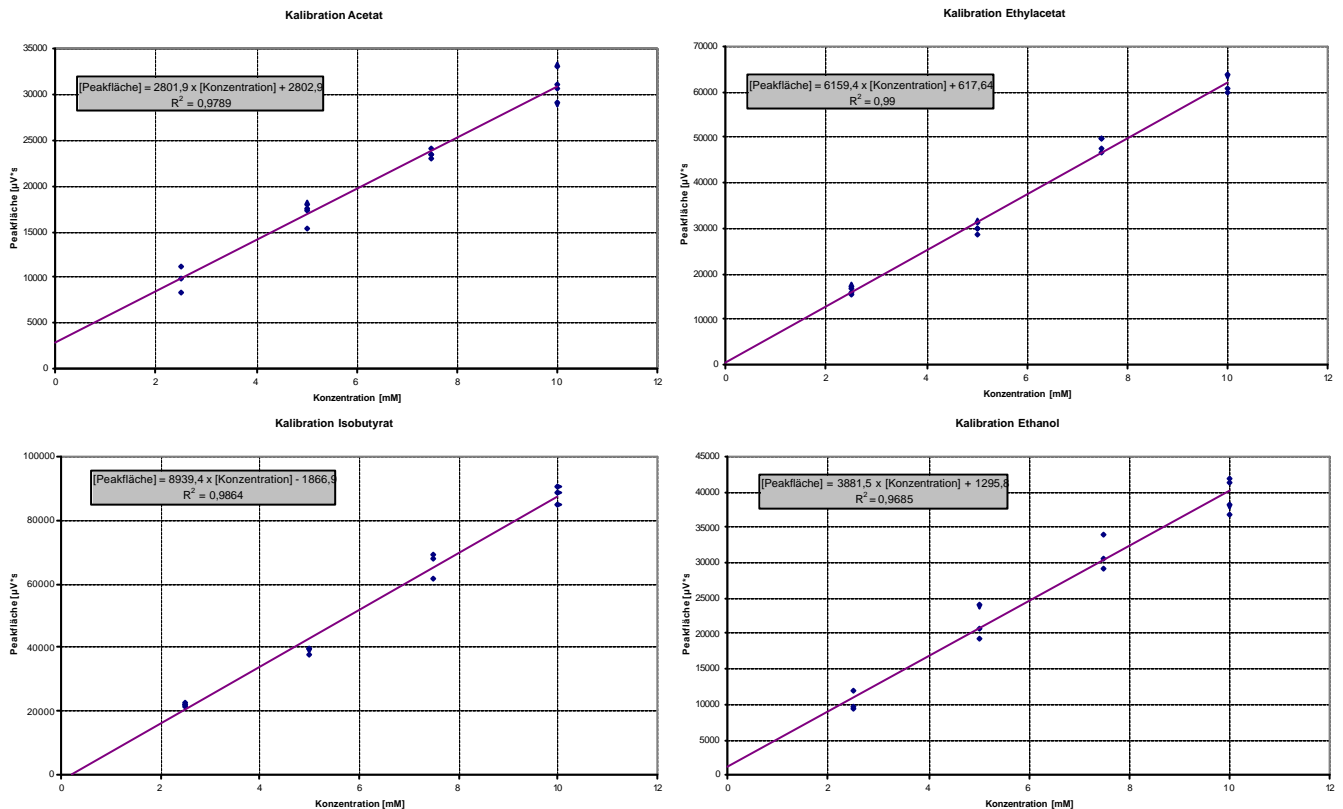 Kalibration Acetat
35000
30000
25000
20000
15000
10000
5000
0
Peakfläche [µV*s
[Peakfläche] = 2801,9 x [Konzentration] + 2802,9
R² = 0,9789
0 2 4 6 8 10 12
Konzentration [mM]
Kalibration Ethylacetat
70000
60000
50000
40000
30000
20000
10000
0
Peakfläche [µV*s
[Peakfläche] = 6159,4 x [Konzentration] + 617,64
R² = 0,99
0 2 4 6 8 10 12
Konzentration [mM]
Kalibration Isobutyrat
100000
80000
60000
40000
20000
0
Peakfläche [µV*s
[Peakfläche] = 8939,4 x [Konzentration] - 1866,9
R² = 0,9864
0 2 4 6 8 10 12
Konzentration [mM]
Kalibration Ethanol
45000
40000
35000
30000
25000
20000
15000
10000
5000
0
Peakfläche [µV*s
[Peakfläche] = 3881,5 x [Konzentration] + 1295,8
R² = 0,9685
0 2 4 6 8 10 12
Konzentration [mM]